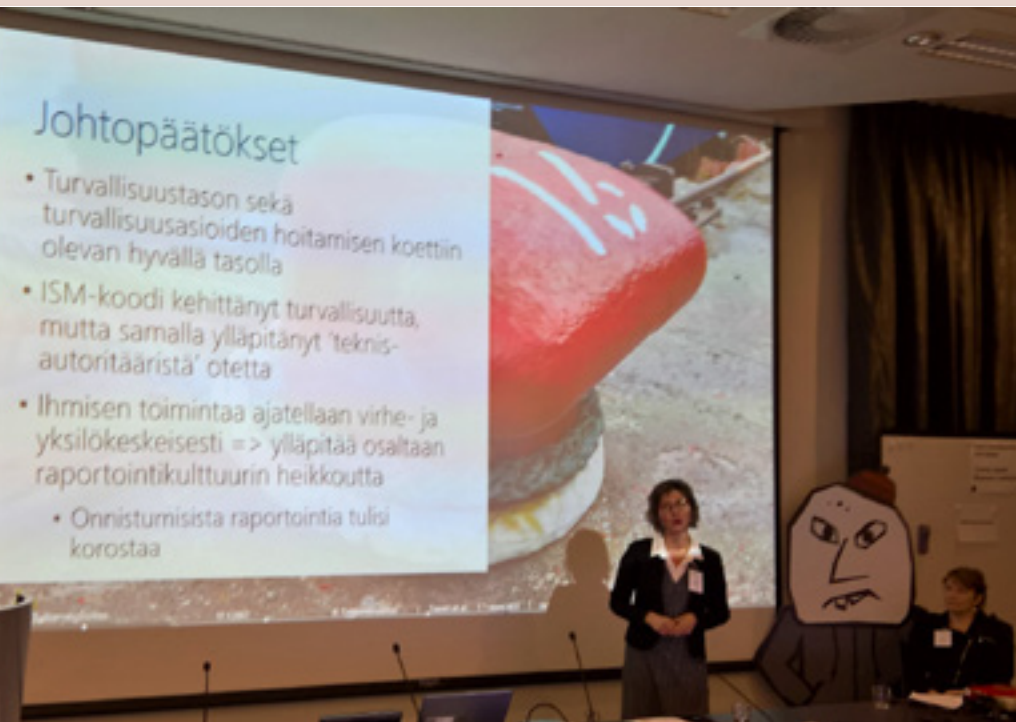 Johtopäätökset
• Turvallisuustason sekä
turvallisuusasioiden hoitamisen koettiin
olevan hyvällä tasolla
• ISM-koodi kehittänyt turvallisuutta,
mutta samalla ylläpitänyt 'teknis-
autoritääristä' otetta
• Ihmisen toimintaa ajatellaan virhe- ja
yksilökeskeisesti => ylläpitää osaltaan
raportointikulttuurin heikkoutta
• Onnistumisista raportointia tulisi
korostaa